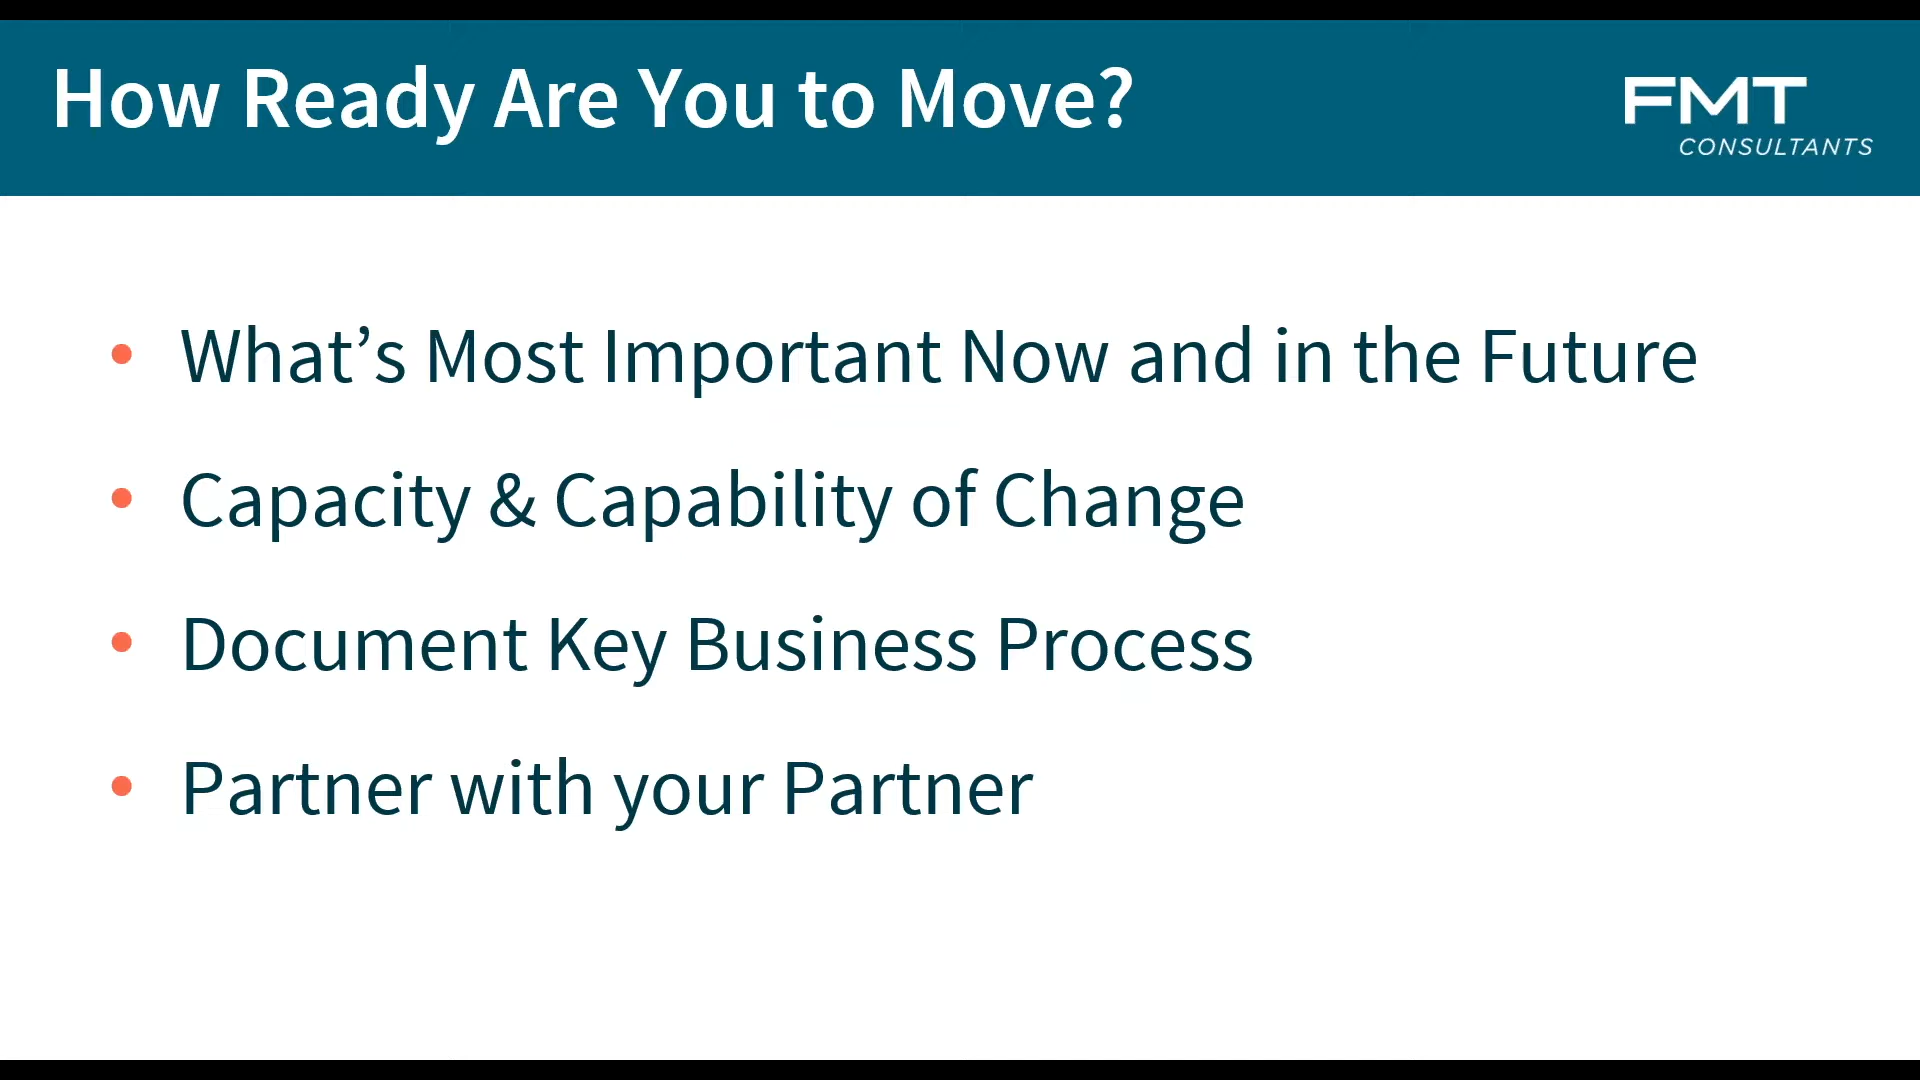 How Ready Are You to Move?
FMT
CONSULTANTS
• What’s Most Important Now and in the Future
• Capacity & Capability of Change
• Document Key Business Process
• Partner with your Partner